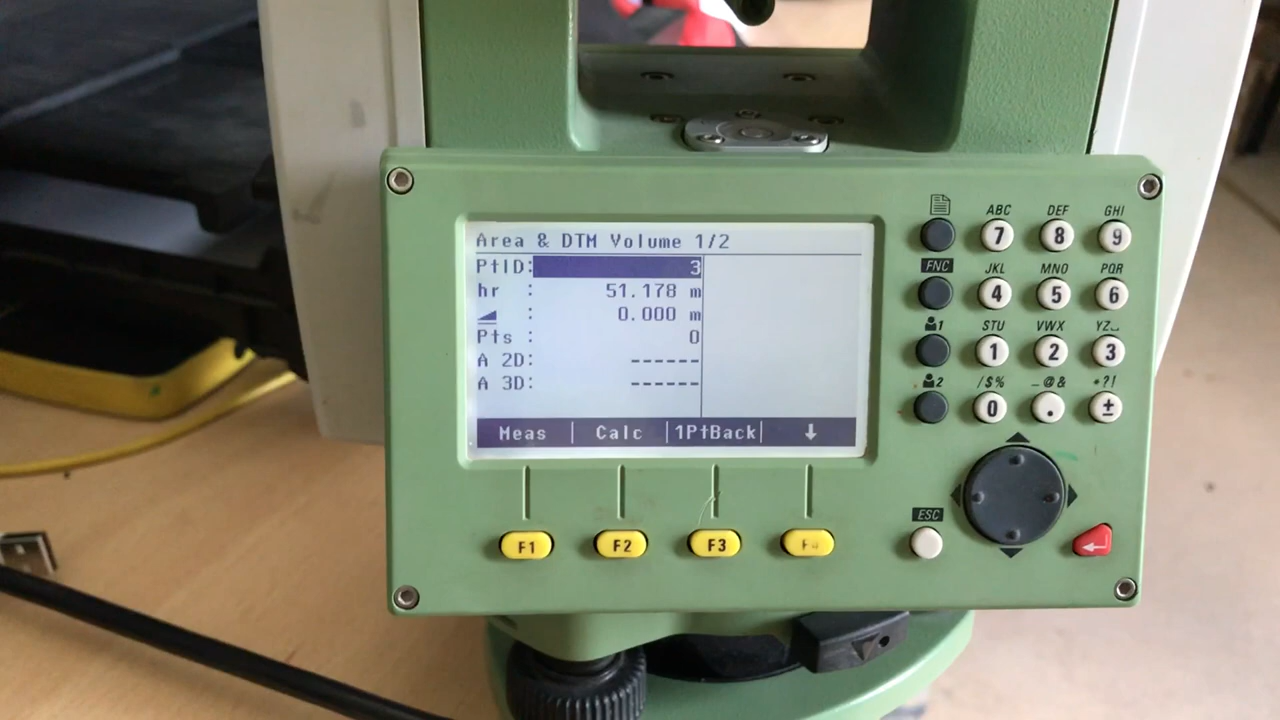 Area & DTM Volume 1/2
PtID: 3
hr : 51.178 m
: 0.000 m
Pts : 0
A 2D: ------
A 3D: ------
Meas | Calc | 1PtBack | ↓
F1 F2 F3 F4
ABC DEF GHI
7 8 9
FNC JKL MNO PQR
4 5 6
1 STU VWX YZ␣
1 2 3
2 /$% _@& *?!
0 . ±
ESC